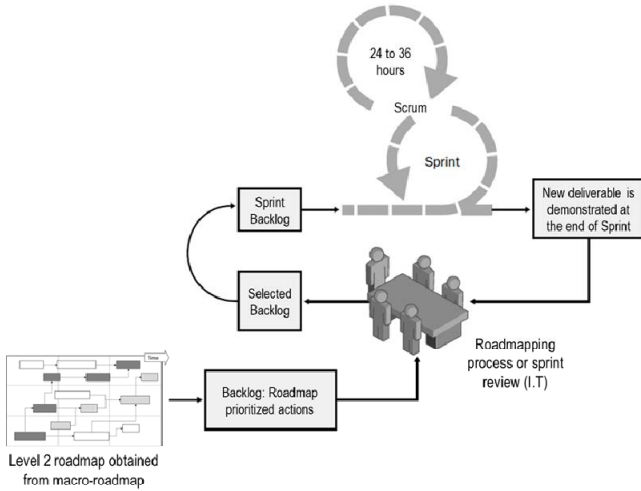 24 to 36
hours
Scrum
Sprint
Sprint
Backlog
New deliverable is
demonstrated at
the end of Sprint
Selected
Backlog
Roadmapping
process or sprint
review (I.T)
Time
Backlog: Roadmap
prioritized actions
Level 2 roadmap obtained
from macro-roadmap